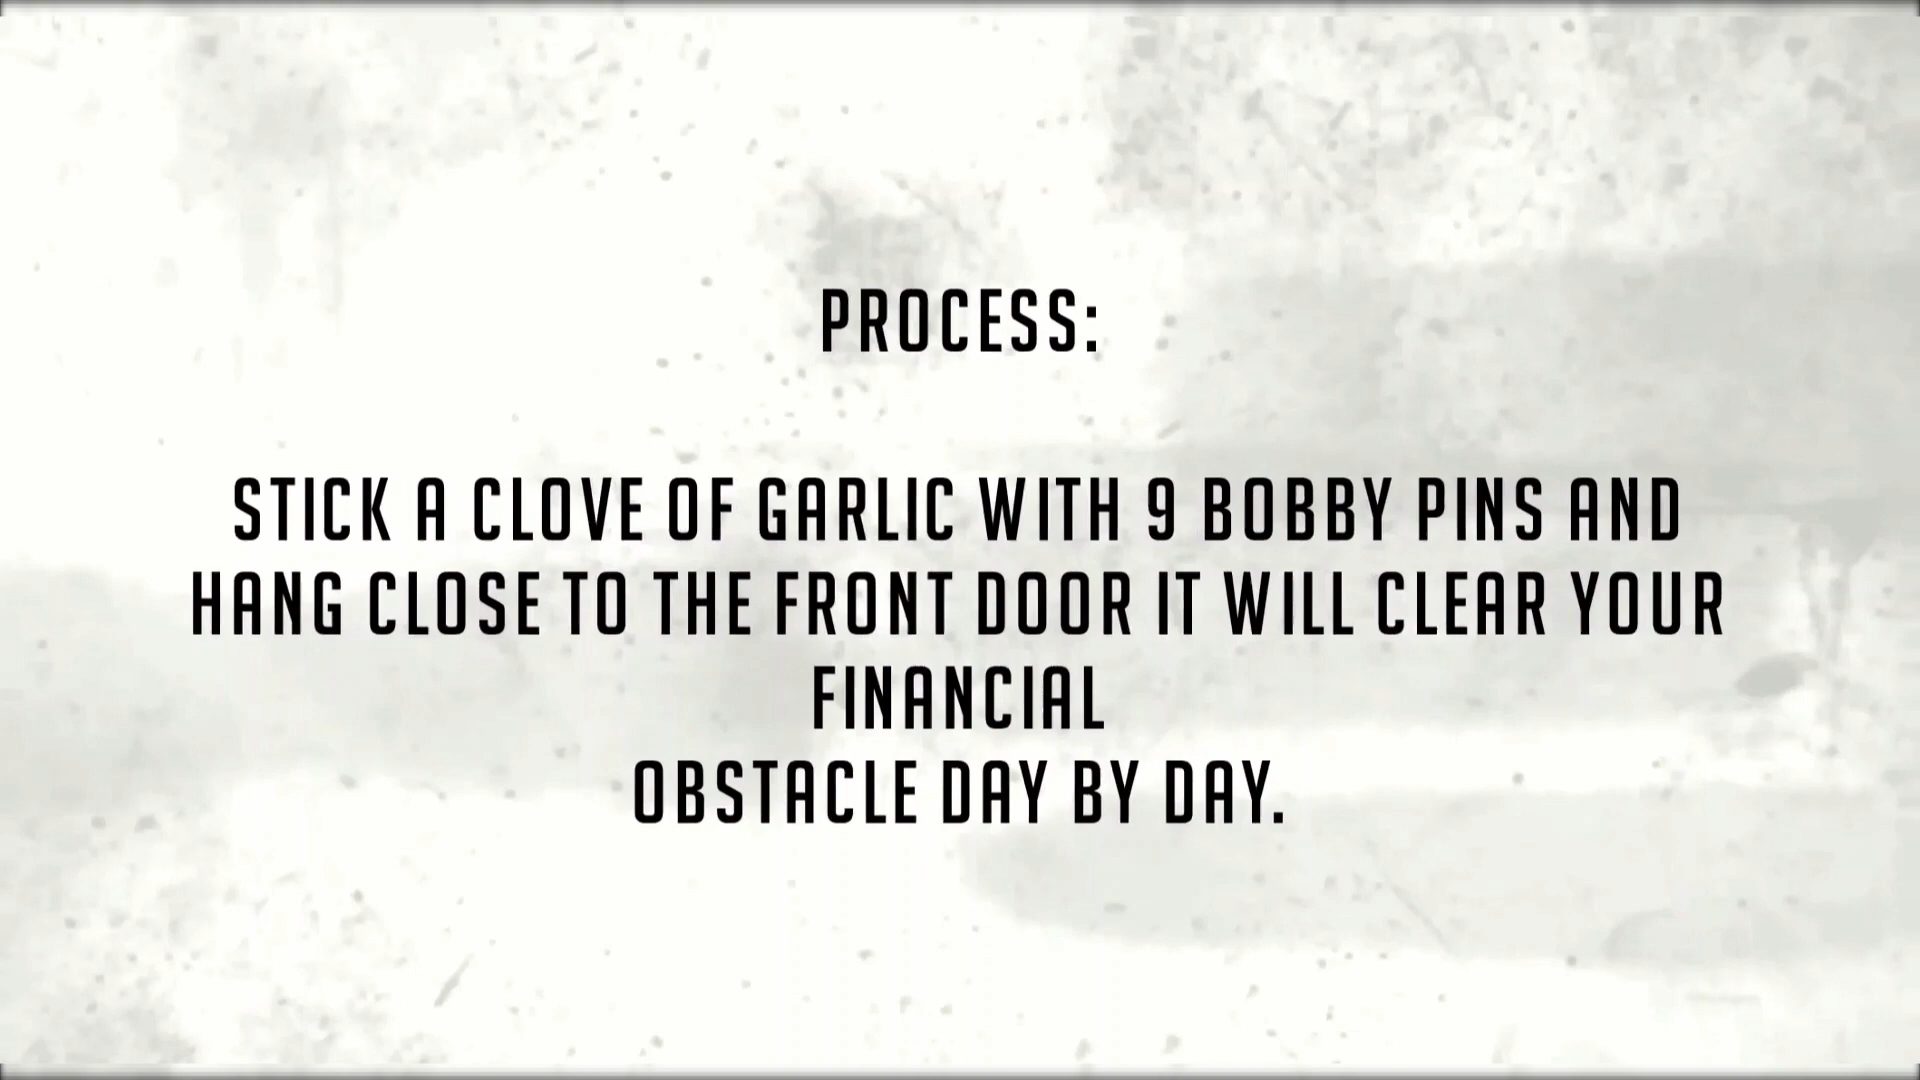 PROCESS:
STICK A CLOVE OF GARLIC WITH 9 BOBBY PINS AND
HANG CLOSE TO THE FRONT DOOR IT WILL CLEAR YOUR
FINANCIAL
OBSTACLE DAY BY DAY.